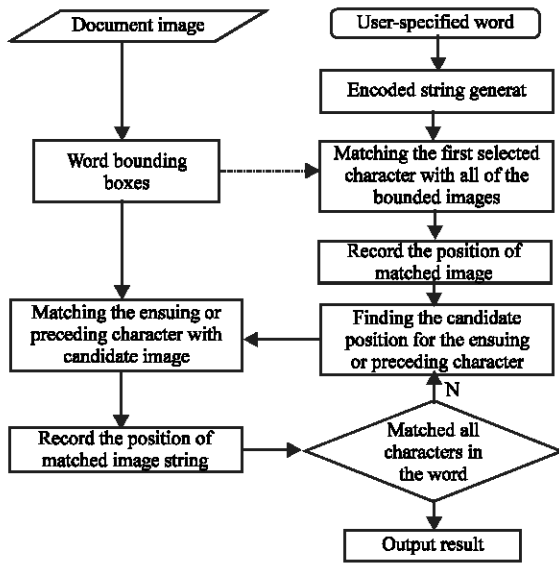 Document image
User-specified word
Encoded string generat
Word bounding
boxes
Matching the first selected
character with all of the
bounded images
Record the position of
matched image
Matching the ensuing or
preceding character with
candidate image
Finding the candidate
position for the ensuing
or preceding character
N
Record the position of
matched image string
Matched all
characters in
the word
Output result